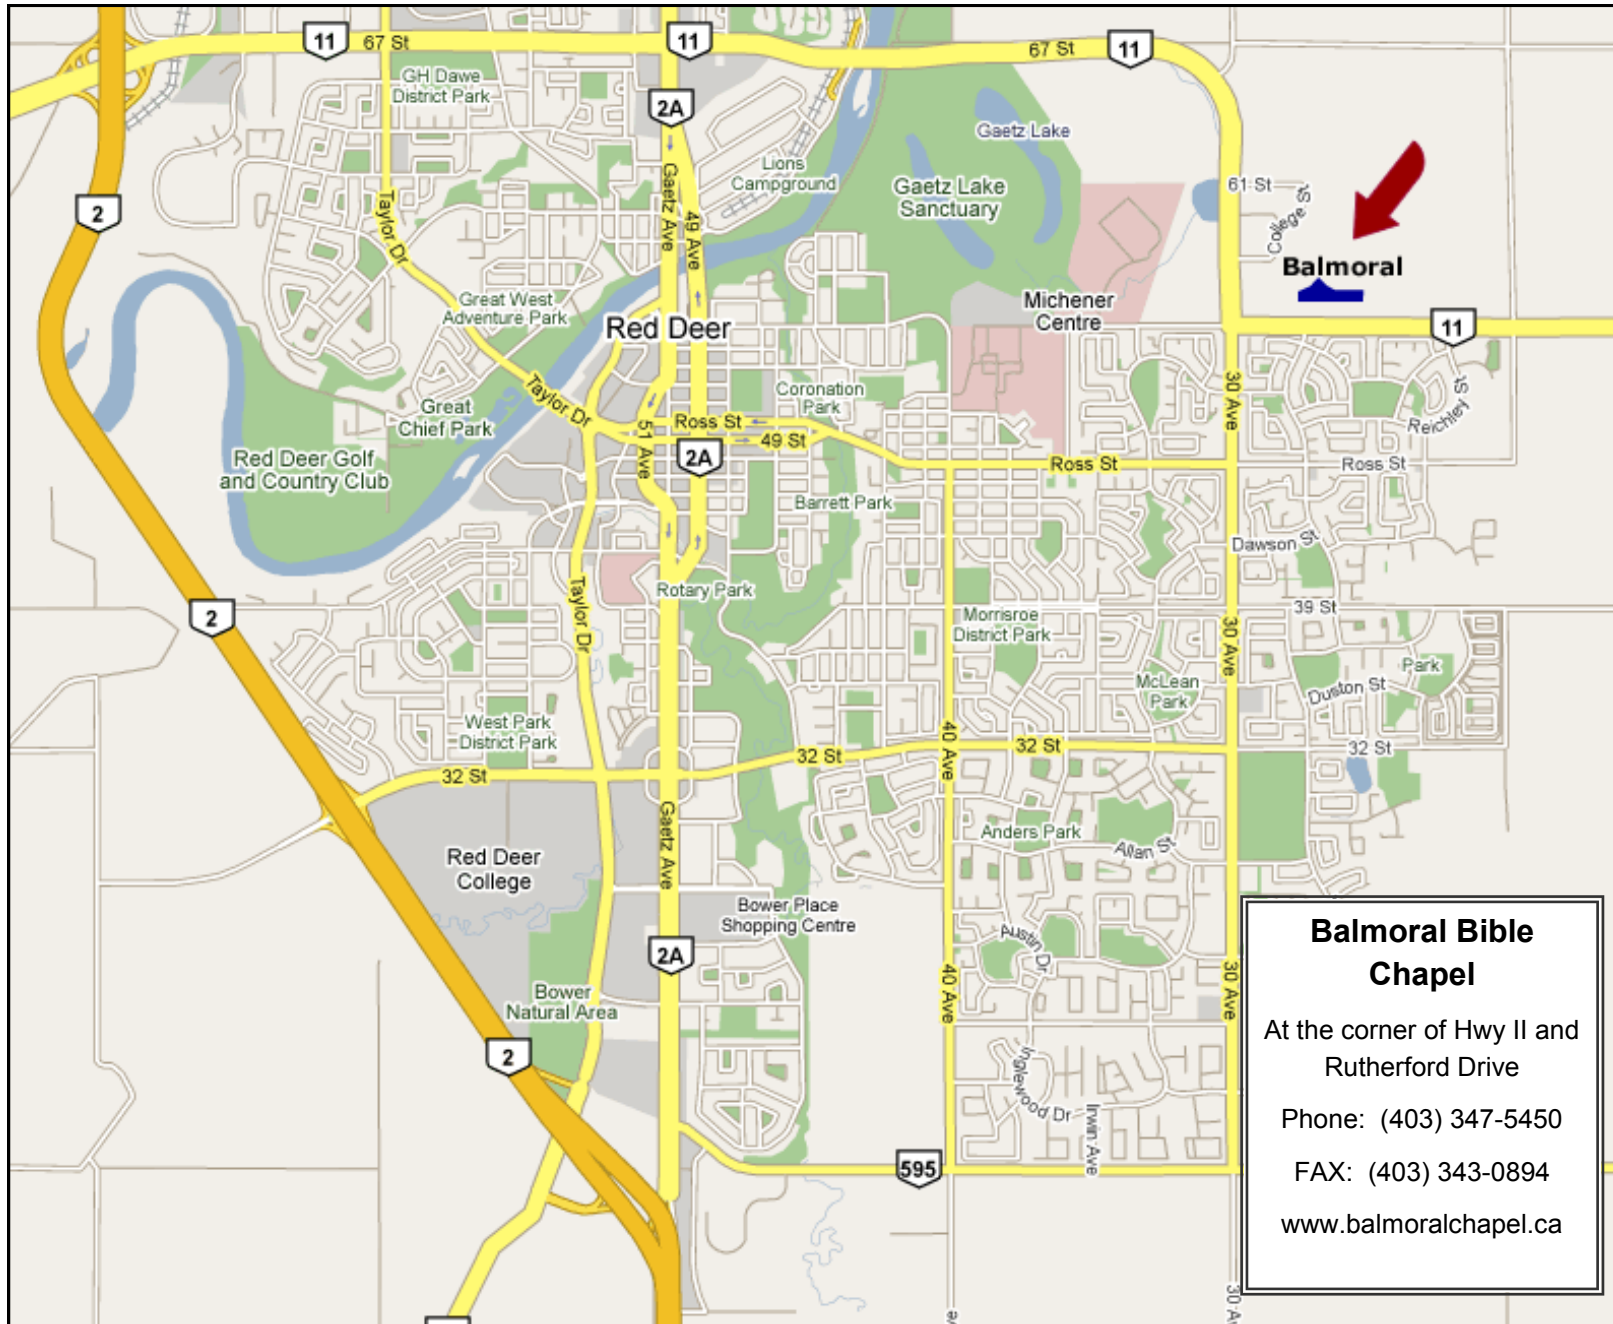 11
67 St
11
67 St
11
GH Dawe
District Park
2A
Gaetz Lake
Lions
Campground
Gaetz Lake
Sanctuary
61 St
College St
2
Taylor Dr
Gaetz Ave
49 Ave
Balmoral
Great West
Adventure Park
Michener
Centre
Red Deer
11
Taylor Dr
Coronation
Park
30 Ave
Reichley St
Great
Chief Park
Ross St
49 St
51 Ave
2A
Red Deer Golf
and Country Club
Ross St
Ross St
Barrett Park
Dawson St
Rotary Park
Taylor Dr
2
39 St
Morrisroe
District Park
30 Ave
Park
McLean
Park
Duston St
West Park
District Park
40 Ave
32 St
32 St
32 St
32 St
Gaetz Ave
Anders Park
Allan St
Red Deer
College
Bower Place
Shopping Centre
Austin Dr
2A
40 Ave
30 Ave
Bower
Natural Area
2
Inglewood Dr
Irwin Ave
595
30 A
Balmoral Bible
Chapel
At the corner of Hwy II and
Rutherford Drive
Phone: (403) 347-5450
FAX: (403) 343-0894
www.balmoralchapel.ca